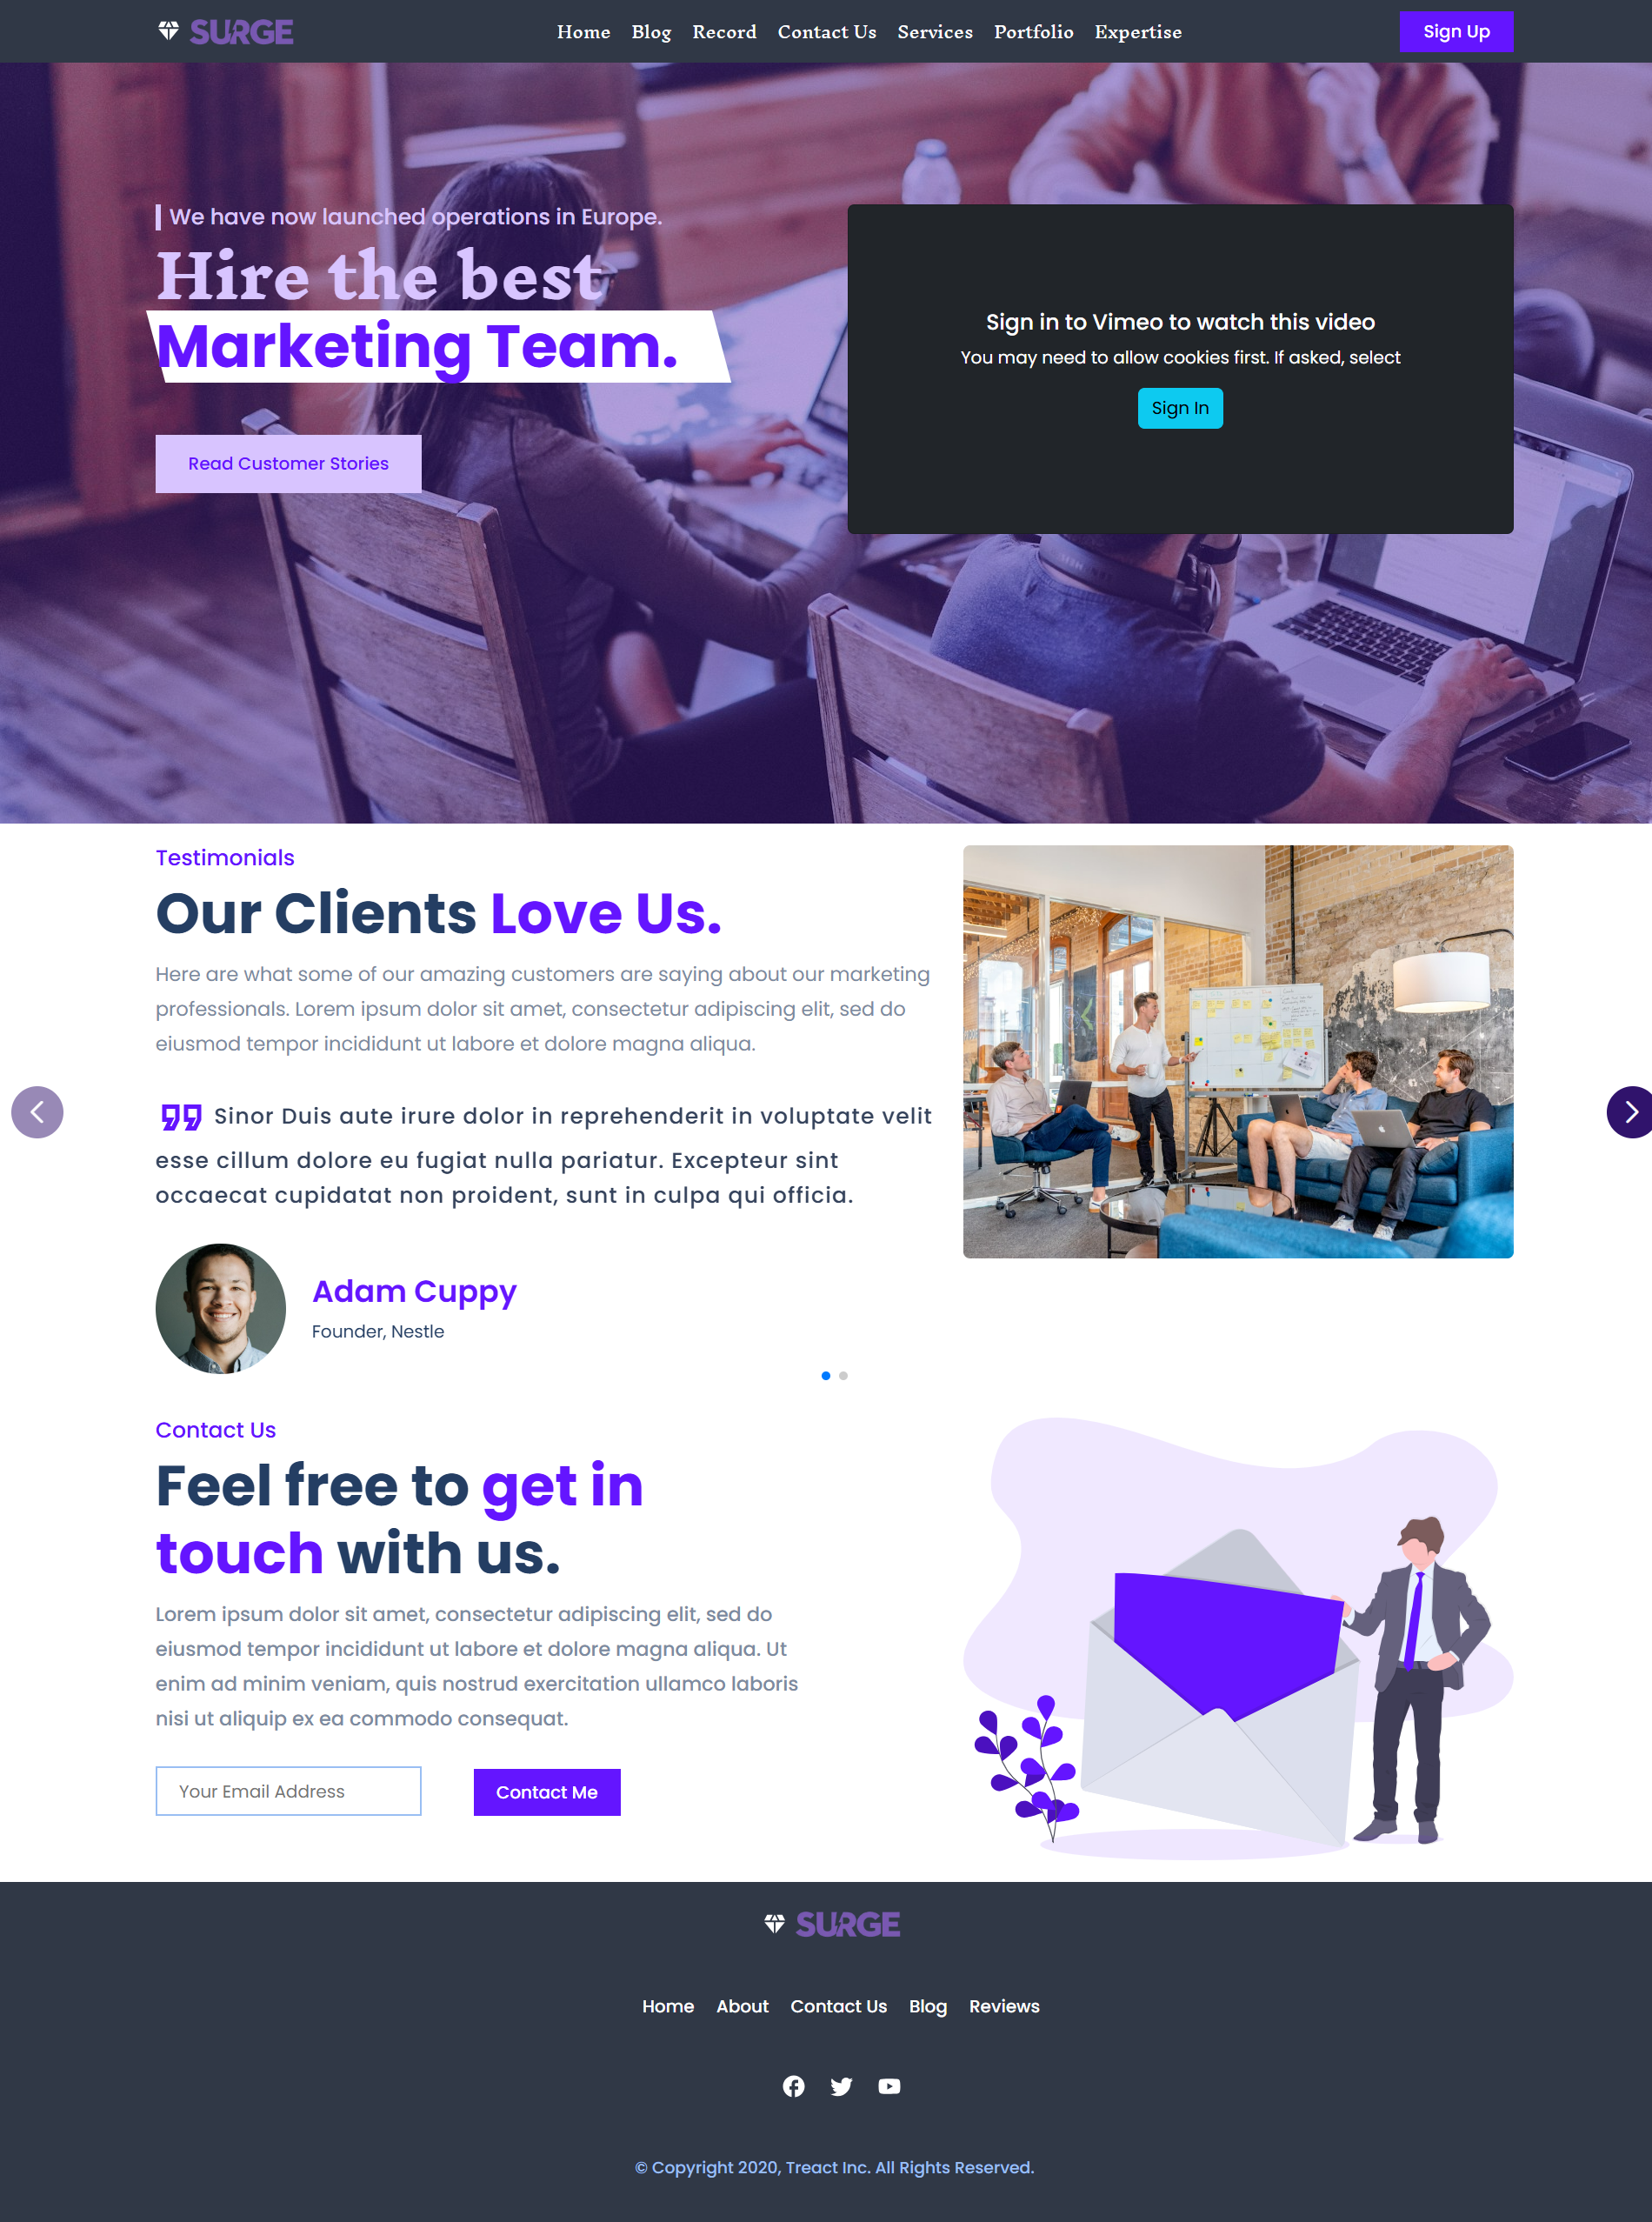 SURGE
Home Blog Record Contact Us Services Portfolio Expertise
Sign Up
We have now launched operations in Europe.
Hire the best
Marketing Team.
Read Customer Stories
Sign in to Vimeo to watch this video
You may need to allow cookies first. If asked, select
Sign In
Testimonials
Our Clients Love Us.
Here are what some of our amazing customers are saying about our marketing
professionals. Lorem ipsum dolor sit amet, consectetur adipiscing elit, sed do
eiusmod tempor incididunt ut labore et dolore magna aliqua.
Sinor Duis aute irure dolor in reprehenderit in voluptate velit
esse cillum dolore eu fugiat nulla pariatur. Excepteur sint
occaecat cupidatat non proident, sunt in culpa qui officia.
Adam Cuppy
Founder, Nestle
Contact Us
Feel free to get in
touch with us.
Lorem ipsum dolor sit amet, consectetur adipiscing elit, sed do
eiusmod tempor incididunt ut labore et dolore magna aliqua. Ut
enim ad minim veniam, quis nostrud exercitation ullamco laboris
nisi ut aliquip ex ea commodo consequat.
Your Email Address
Contact Me
SURGE
Home About Contact Us Blog Reviews
© Copyright 2020, Treact Inc. All Rights Reserved.